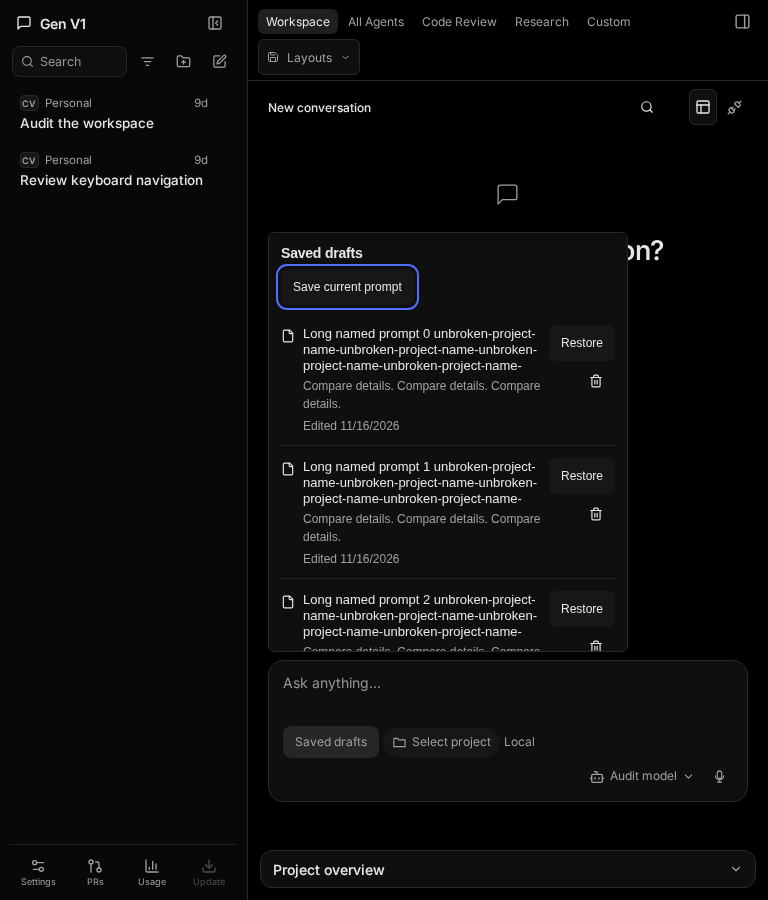 Gen V1
Search
CV Personal 9d
Audit the workspace
CV Personal 9d
Review keyboard navigation
Settings
PRs
Usage
Update
Workspace All Agents Code Review Research Custom
Layouts
New conversation
on?
Saved drafts
Save current prompt
Long named prompt 0 unbroken-project-
name-unbroken-project-name-unbroken-
project-name-unbroken-project-name-
Restore
Compare details. Compare details. Compare
details.
Edited 11/16/2026
Long named prompt 1 unbroken-project-
name-unbroken-project-name-unbroken-
project-name-unbroken-project-name-
Restore
Compare details. Compare details. Compare
details.
Edited 11/16/2026
Long named prompt 2 unbroken-project-
name-unbroken-project-name-unbroken-
project-name-unbroken-project-name-
Restore
Compare details. Compare details. Compare
Ask anything...
Saved drafts Select project Local
Audit model
Project overview